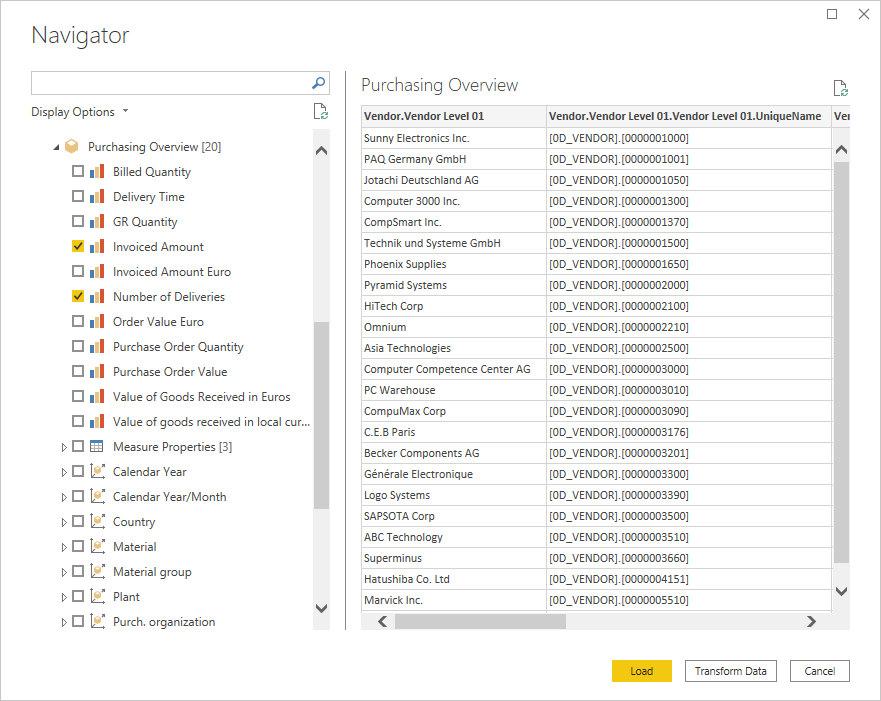 Navigator
Display Options
Purchasing Overview [20]
Billed Quantity
Delivery Time
GR Quantity
Invoiced Amount
Invoiced Amount Euro
Number of Deliveries
Order Value Euro
Purchase Order Quantity
Purchase Order Value
Value of Goods Received in Euros
Value of goods received in local cur...
Measure Properties [3]
Calendar Year
Calendar Year/Month
Country
Material
Material group
Plant
Purch. organization
Purchasing Overview
Vendor.Vendor Level 01 Vendor.Vendor Level 01.Vendor Level 01.UniqueName Ver
Sunny Electronics Inc. [0D_VENDOR].[0000001000]
PAQ Germany GmbH [0D_VENDOR].[0000001001]
Jotachi Deutschland AG [0D_VENDOR].[0000001050]
Computer 3000 Inc. [0D_VENDOR].[0000001300]
CompSmart Inc. [0D_VENDOR].[0000001370]
Technik und Systeme GmbH [0D_VENDOR].[0000001500]
Phoenix Supplies [0D_VENDOR].[0000001650]
Pyramid Systems [0D_VENDOR].[0000002000]
HiTech Corp [0D_VENDOR].[0000002100]
Omnium [0D_VENDOR].[0000002210]
Asia Technologies [0D_VENDOR].[0000002500]
Computer Competence Center AG [0D_VENDOR].[0000003000]
PC Warehouse [0D_VENDOR].[0000003010]
CompuMax Corp [0D_VENDOR].[0000003090]
C.E.B Paris [0D_VENDOR].[0000003176]
Becker Components AG [0D_VENDOR].[0000003201]
Générale Electronique [0D_VENDOR].[0000003300]
Logo Systems [0D_VENDOR].[0000003390]
SAPSOTA Corp [0D_VENDOR].[0000003500]
ABC Technology [0D_VENDOR].[0000003510]
Superminus [0D_VENDOR].[0000003660]
Hatushiba Co. Ltd [0D_VENDOR].[0000004151]
Marvick Inc. [0D_VENDOR].[0000005510]
Load Transform Data Cancel